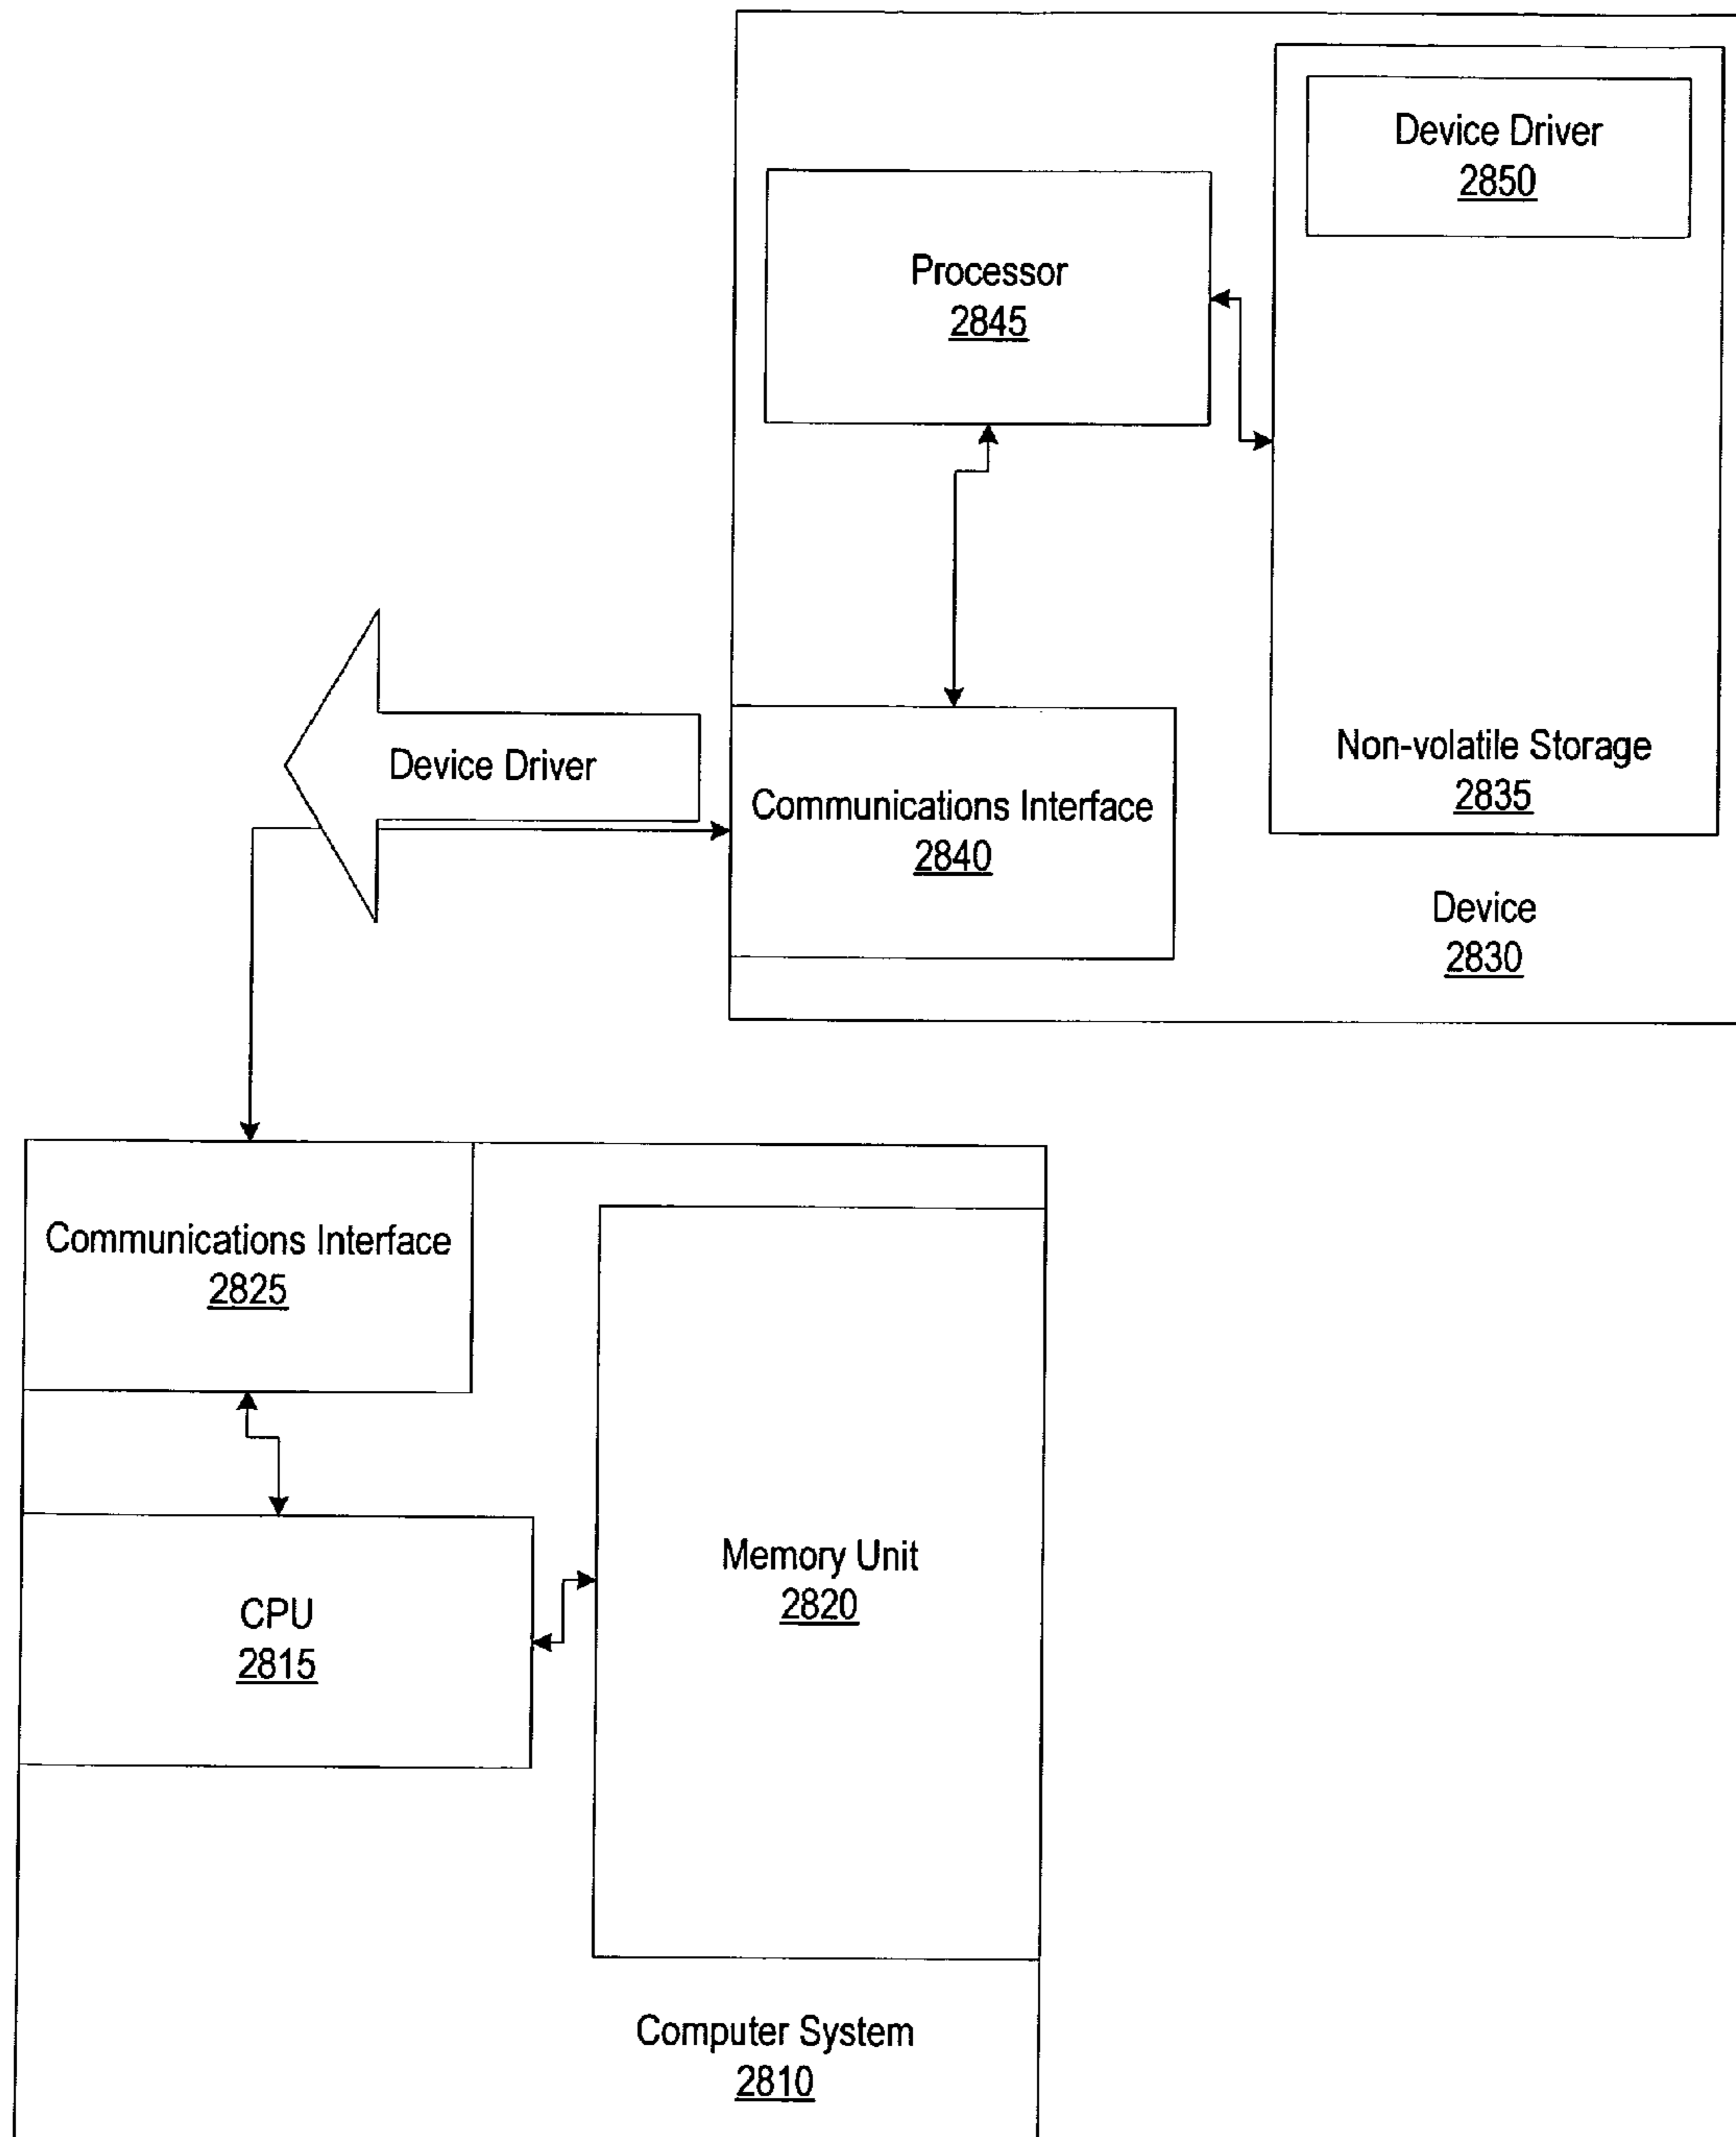 Device Driver
2850
Processor
2845
Non-volatile Storage
2835
Device Driver
Communications Interface
2840
Device
2830
Communications Interface
2825
Memory Unit
2820
CPU
2815
Computer System
2810